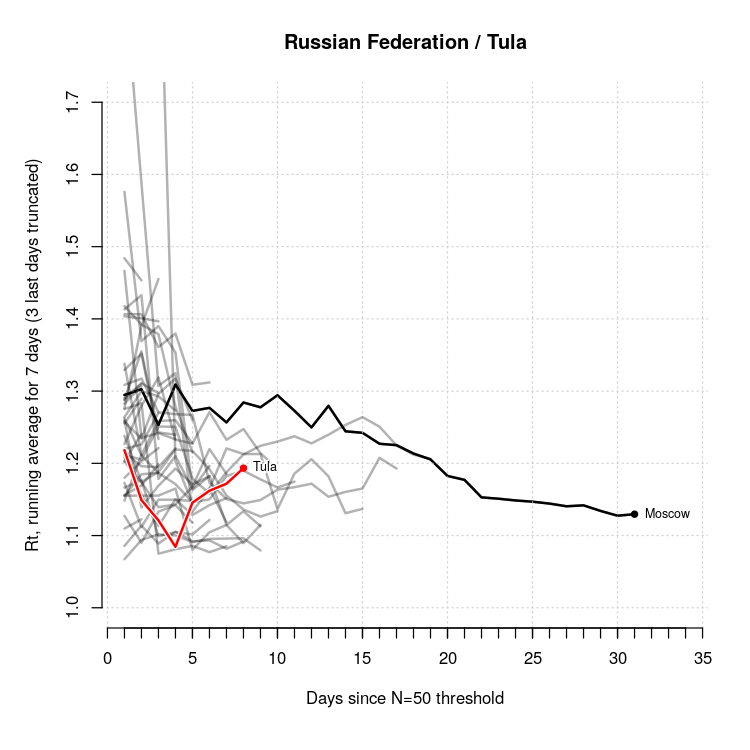 Russian Federation / Tula
Rt, running average for 7 days (3 last days truncated)
1.7
1.6
1.5
1.4
1.3
1.2
1.1
1.0
Tula
Moscow
0 5 10 15 20 25 30 35
Days since N=50 threshold